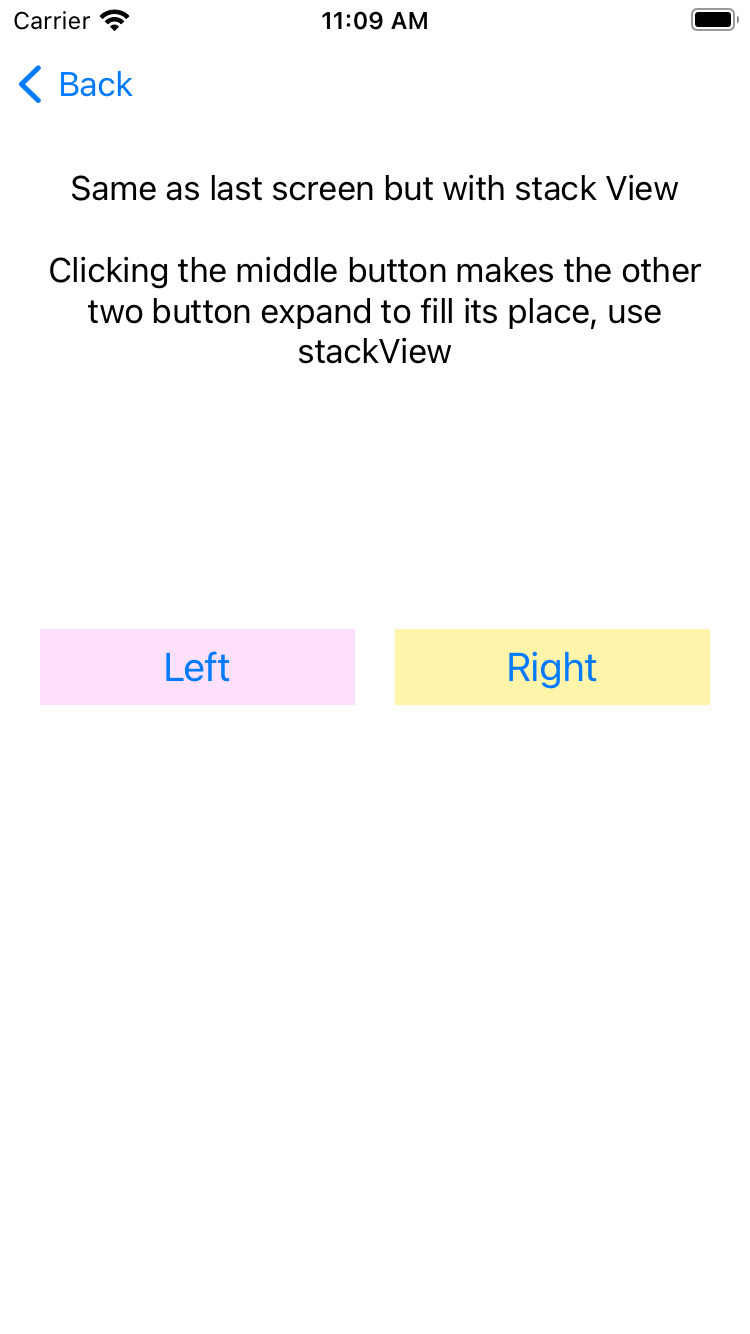 Carrier 11:09 AM
Back
Same as last screen but with stack View
Clicking the middle button makes the other
two button expand to fill its place, use
stackView
Left Right